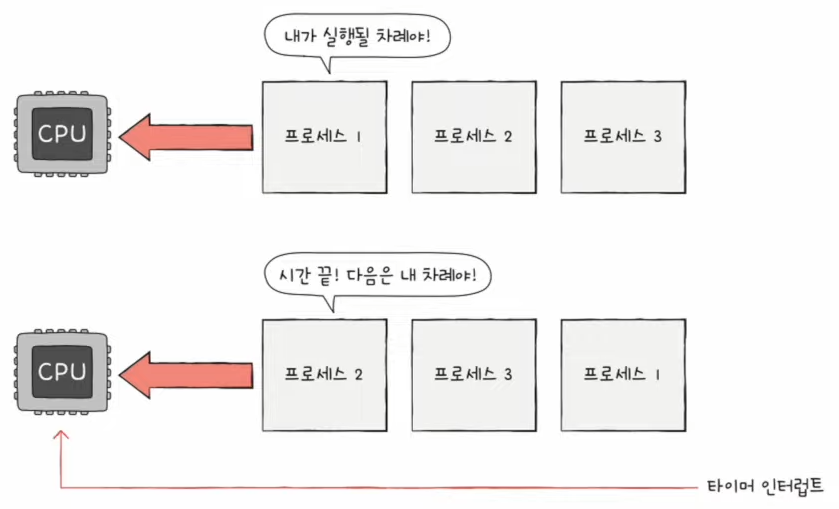 내가 실행될 차례야!
CPU
프로세스 1
프로세스 2
프로세스 3
시간 끝! 다음은 내 차례야!
CPU
프로세스 2
프로세스 3
프로세스 1
타이머 인터럽트